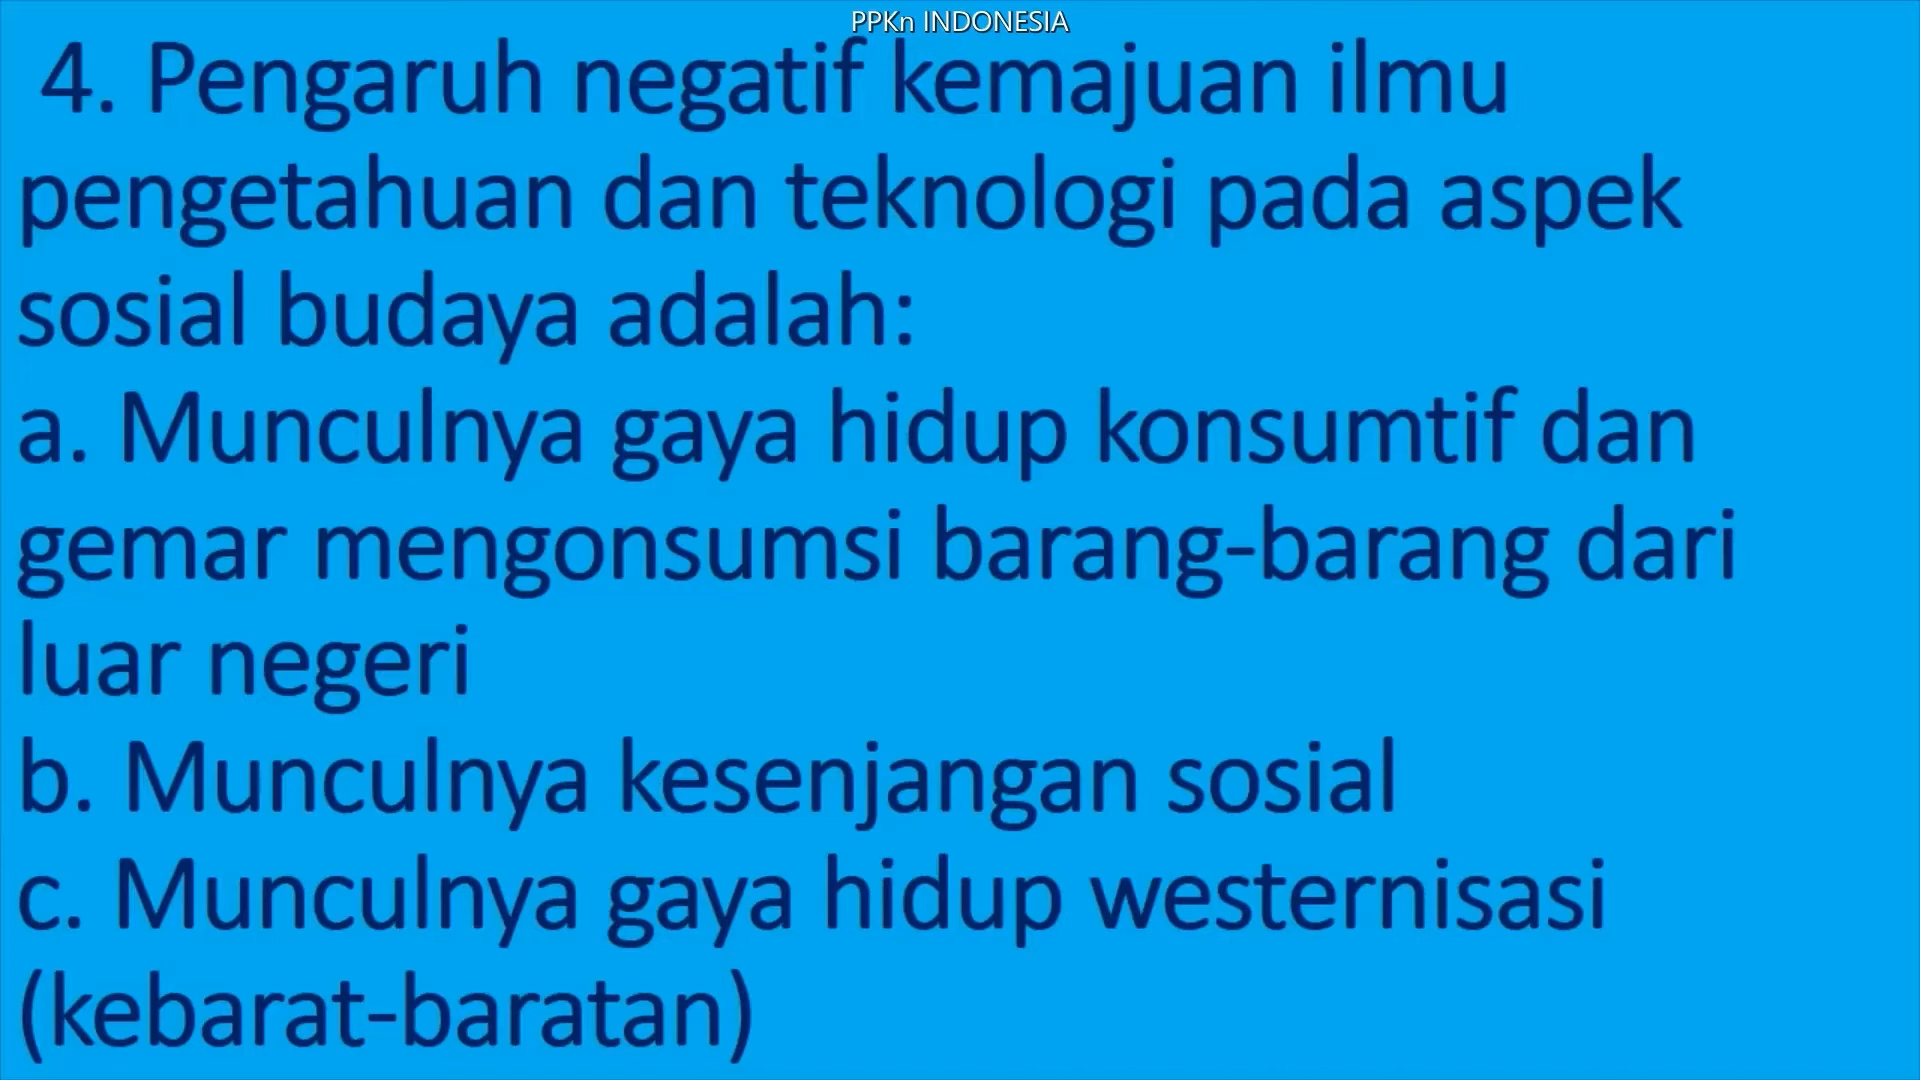 PPKn INDONESIA
4. Pengaruh negatif kemajuan ilmu
pengetahuan dan teknologi pada aspek
sosial budaya adalah:
a. Munculnya gaya hidup konsumtif dan
gemar mengonsumsi barang-barang dari
luar negeri
b. Munculnya kesenjangan sosial
c. Munculnya gaya hidup westernisasi
(kebarat-baratan)